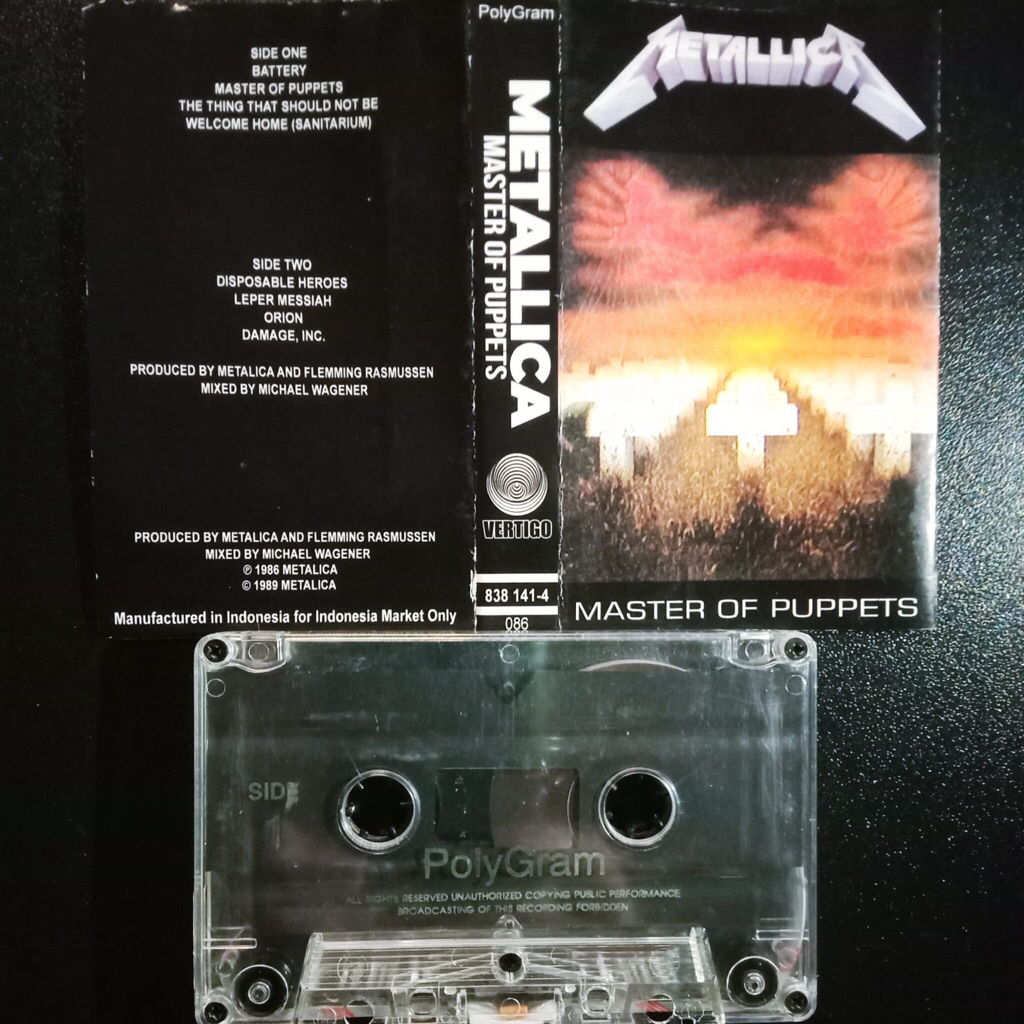 SIDE ONE
BATTERY
MASTER OF PUPPETS
THE THING THAT SHOULD NOT BE
WELCOME HOME (SANITARIUM)
SIDE TWO
DISPOSABLE HEROES
LEPER MESSIAH
ORION
DAMAGE, INC.
PRODUCED BY METALICA AND FLEMMING RASMUSSEN
MIXED BY MICHAEL WAGENER
PRODUCED BY METALICA AND FLEMMING RASMUSSEN
MIXED BY MICHAEL WAGENER
℗ 1986 METALICA
© 1989 METALICA
Manufactured in Indonesia for Indonesia Market Only
PolyGram
METALLICA
MASTER OF PUPPETS
VERTIGO
838 141-4
086
METALLICA
MASTER OF PUPPETS
SIDE
1
PolyGram
ALL RIGHTS RESERVED UNAUTHORIZED COPYING PUBLIC PERFORMANCE
BROADCASTING OF THIS RECORDING FORBIDDEN